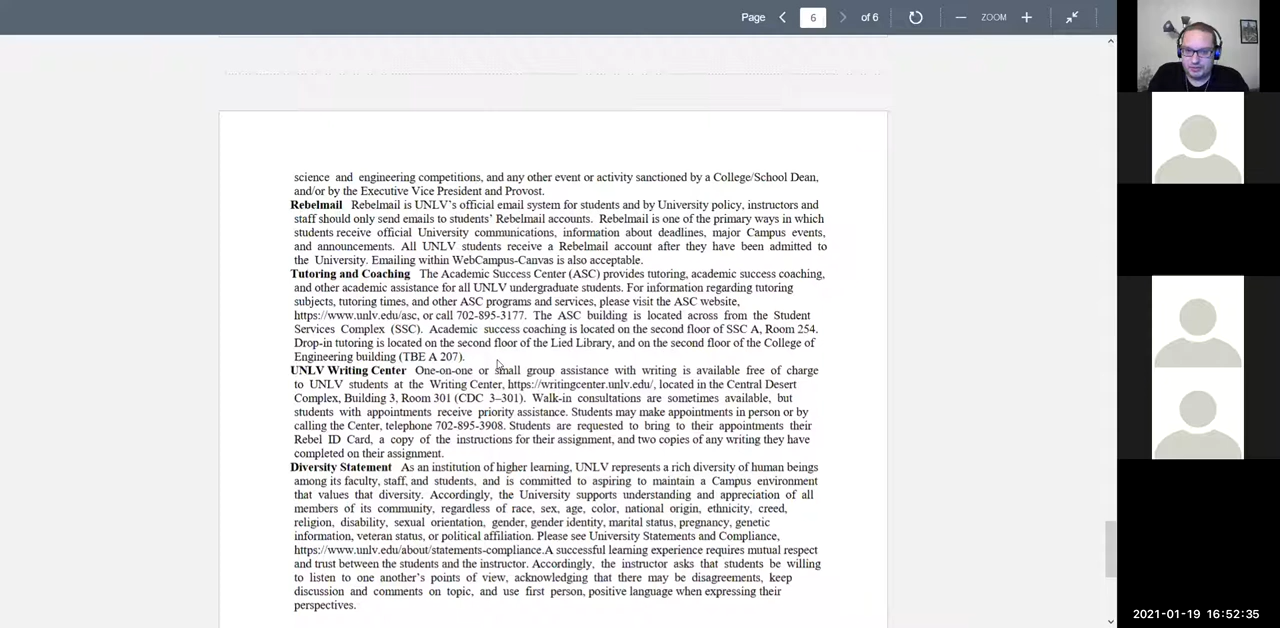 Page 6 of 6 ZOOM
science and engineering competitions, and any other event or activity sanctioned by a College/School Dean,
and/or by the Executive Vice President and Provost.
Rebelmail Rebelmail is UNLV's official email system for students and by University policy, instructors and
staff should only send emails to students' Rebelmail accounts. Rebelmail is one of the primary ways in which
students receive official University communications, information about deadlines, major Campus events,
and announcements. All UNLV students receive a Rebelmail account after they have been admitted to
the University. Emailing within WebCampus-Canvas is also acceptable.
Tutoring and Coaching The Academic Success Center (ASC) provides tutoring, academic success coaching,
and other academic assistance for all UNLV undergraduate students. For information regarding tutoring
subjects, tutoring times, and other ASC programs and services, please visit the ASC website,
https://www.unlv.edu/asc, or call 702-895-3177. The ASC building is located across from the Student
Services Complex (SSC). Academic success coaching is located on the second floor of SSC A, Room 254.
Drop-in tutoring is located on the second floor of the Lied Library, and on the second floor of the College of
Engineering building (TBE A 207).
UNLV Writing Center One-on-one or small group assistance with writing is available free of charge
to UNLV students at the Writing Center, https://writingcenter.unlv.edu/, located in the Central Desert
Complex, Building 3, Room 301 (CDC 3–301). Walk-in consultations are sometimes available, but
students with appointments receive priority assistance. Students may make appointments in person or by
calling the Center, telephone 702-895-3908. Students are requested to bring to their appointments their
Rebel ID Card, a copy of the instructions for their assignment, and two copies of any writing they have
completed on their assignment.
Diversity Statement As an institution of higher learning, UNLV represents a rich diversity of human beings
among its faculty, staff, and students, and is committed to aspiring to maintain a Campus environment
that values that diversity. Accordingly, the University supports understanding and appreciation of all
members of its community, regardless of race, sex, age, color, national origin, ethnicity, creed,
religion, disability, sexual orientation, gender, gender identity, marital status, pregnancy, genetic
information, veteran status, or political affiliation. Please see University Statements and Compliance,
https://www.unlv.edu/about/statements-compliance.A successful learning experience requires mutual respect
and trust between the students and the instructor. Accordingly, the instructor asks that students be willing
to listen to one another's points of view, acknowledging that there may be disagreements, keep
discussion and comments on topic, and use first person, positive language when expressing their
perspectives.
2021-01-19 16:52:35